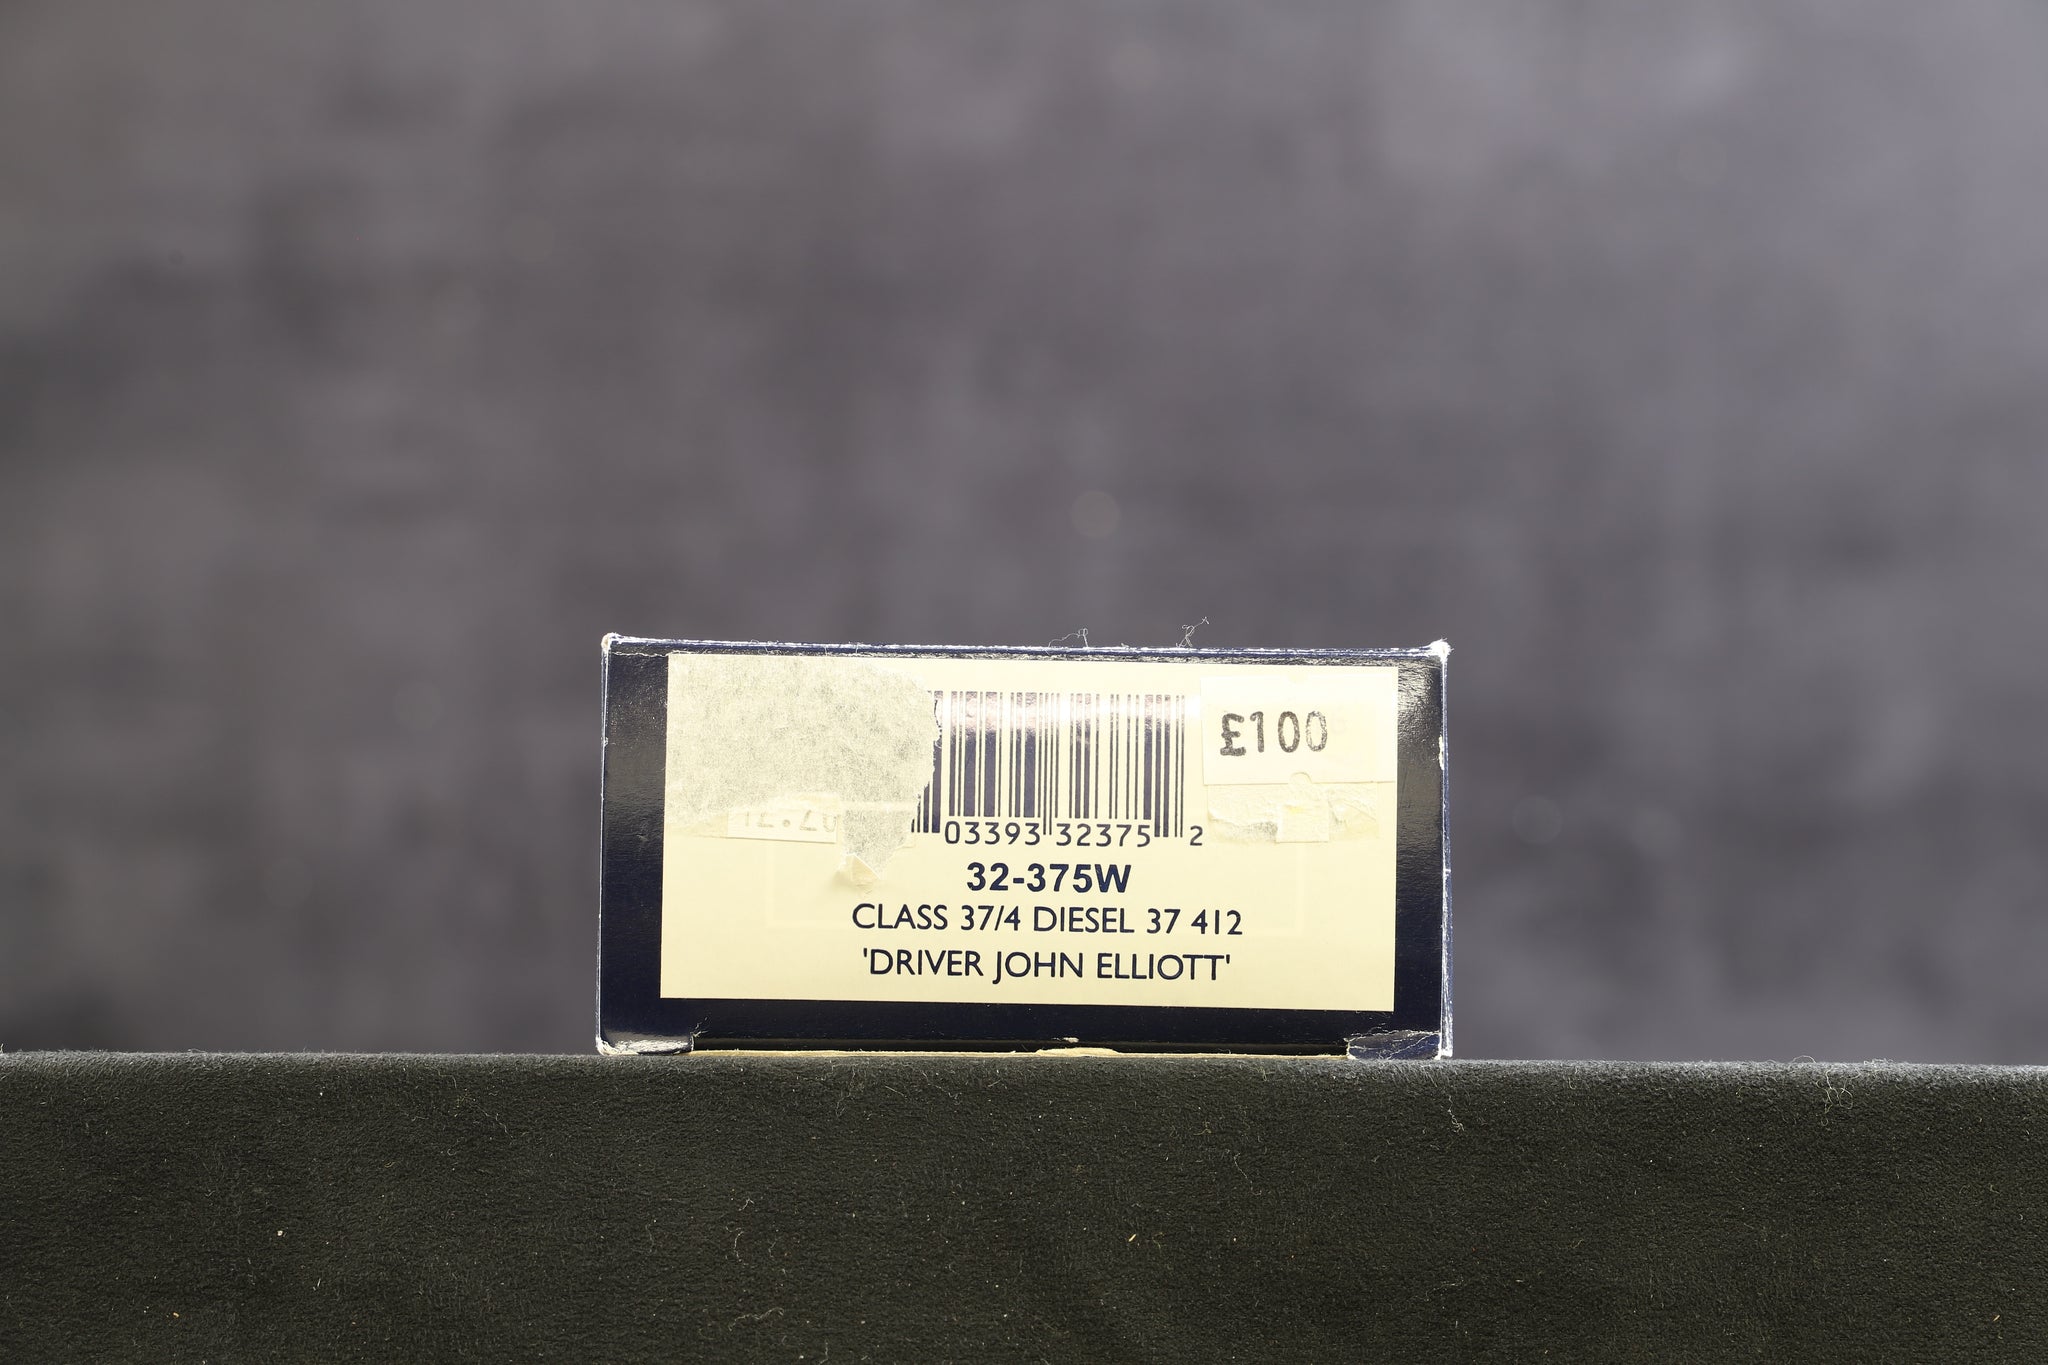 £100
03393 32375 2
32-375W
CLASS 37/4 DIESEL 37 412
'DRIVER JOHN ELLIOTT'